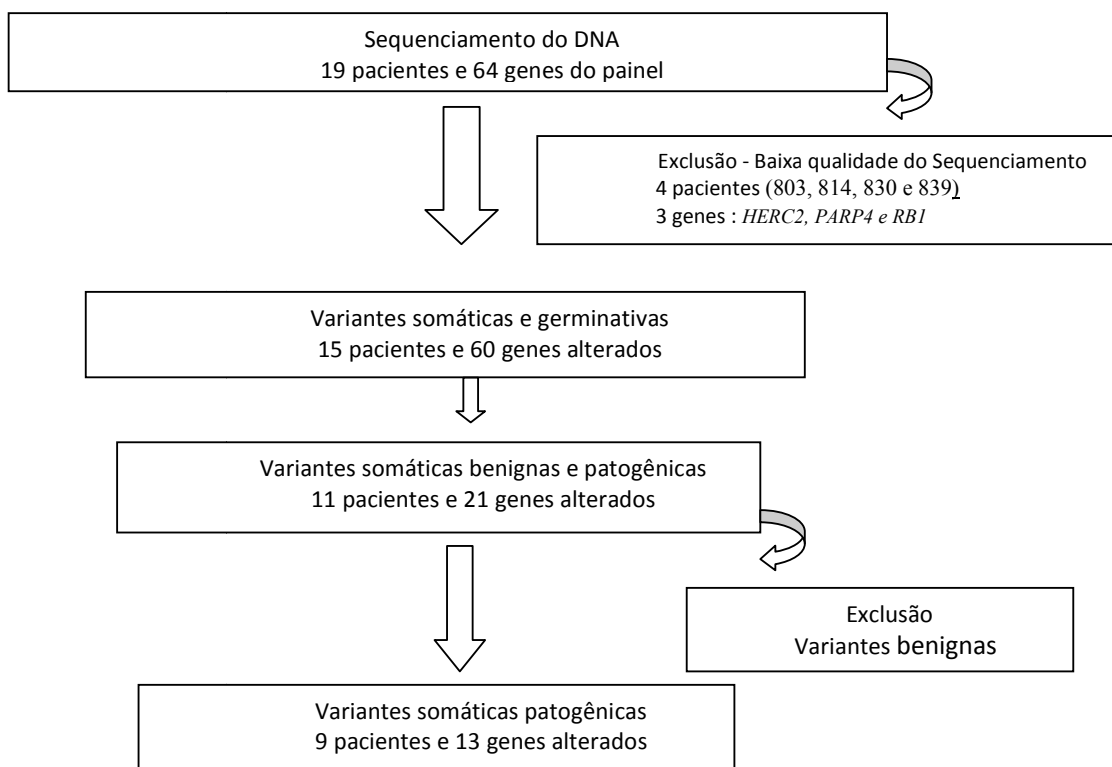 Sequenciamento do DNA
19 pacientes e 64 genes do painel
Exclusão - Baixa qualidade do Sequenciamento
4 pacientes (803, 814, 830 e 839)
3 genes : HERC2, PARP4 e RB1
Variantes somáticas e germinativas
15 pacientes e 60 genes alterados
Variantes somáticas benignas e patogênicas
11 pacientes e 21 genes alterados
Exclusão
Variantes benignas
Variantes somáticas patogênicas
9 pacientes e 13 genes alterados